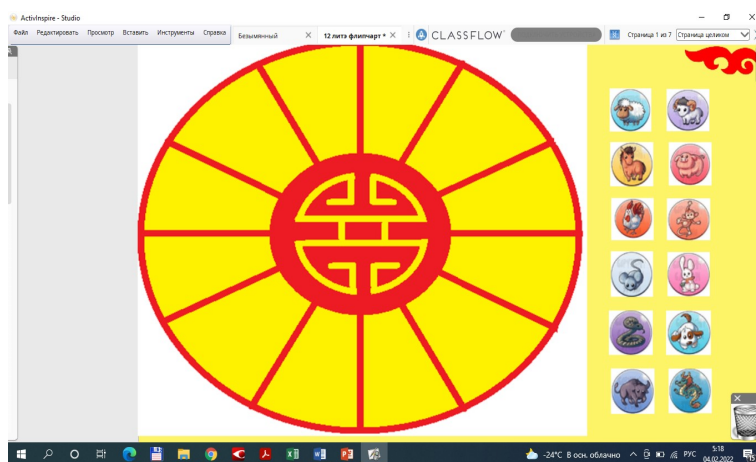 ActivInspire - Studio
Файл Редактировать Просмотр Вставить Инструменты Справка
Безымянный
12 литэ флипчарт *
CLASSFLOW
Страница 1 из 7
Страница целиком
-24°C В осн. облачно
РУС
5:18
04.02.2022